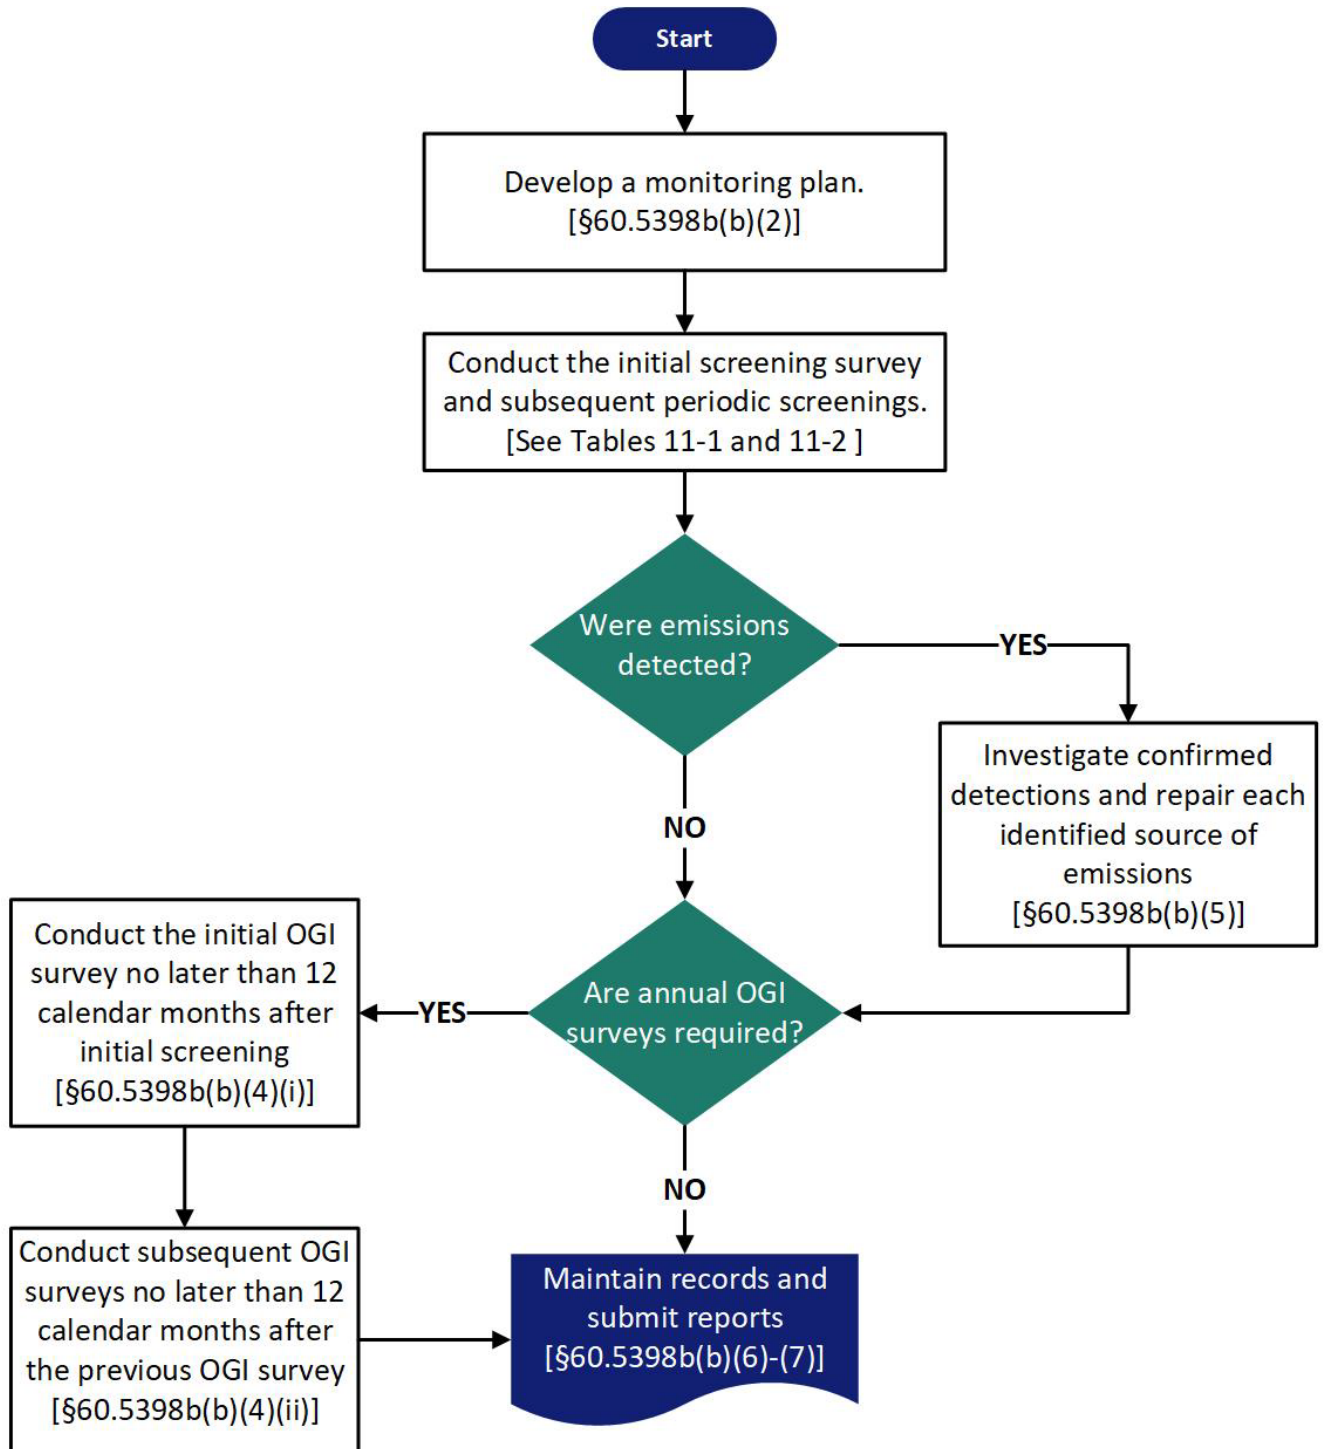 Start
Develop a monitoring plan.
[§60.5398b(b)(2)]
Conduct the initial screening survey
and subsequent periodic screenings.
[See Tables 11-1 and 11-2 ]
Were emissions
detected?
YES
Investigate confirmed
detections and repair each
identified source of
emissions
[§60.5398b(b)(5)]
NO
Are annual OGI
surveys required?
YES
Conduct the initial OGI
survey no later than 12
calendar months after
initial screening
[§60.5398b(b)(4)(i)]
Conduct subsequent OGI
surveys no later than 12
calendar months after
the previous OGI survey
[§60.5398b(b)(4)(ii)]
NO
Maintain records and
submit reports
[§60.5398b(b)(6)-(7)]